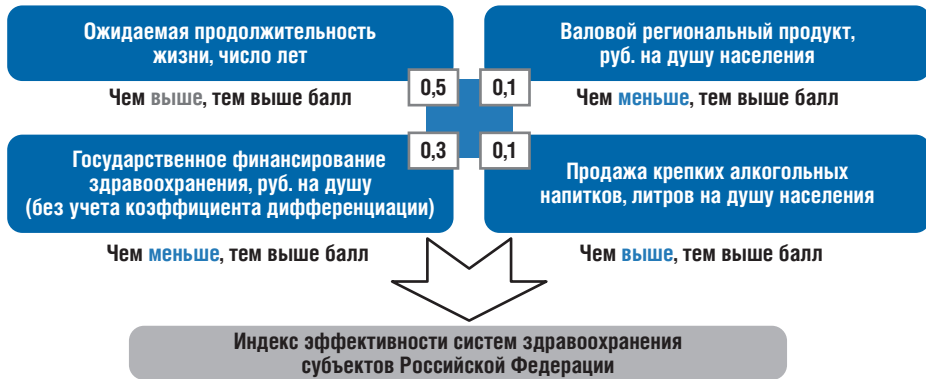 Ожидаемая продолжительность
жизни, число лет
Чем выше, тем выше балл
0,5
Валовой региональный продукт,
руб. на душу населения
Чем меньше, тем выше балл
0,1
Государственное финансирование
здравоохранения, руб. на душу
(без учета коэффициента дифференциации)
Чем меньше, тем выше балл
0,3
Продажа крепких алкогольных
напитков, литров на душу населения
Чем выше, тем выше балл
0,1
Индекс эффективности систем здравоохранения
субъектов Российской Федерации